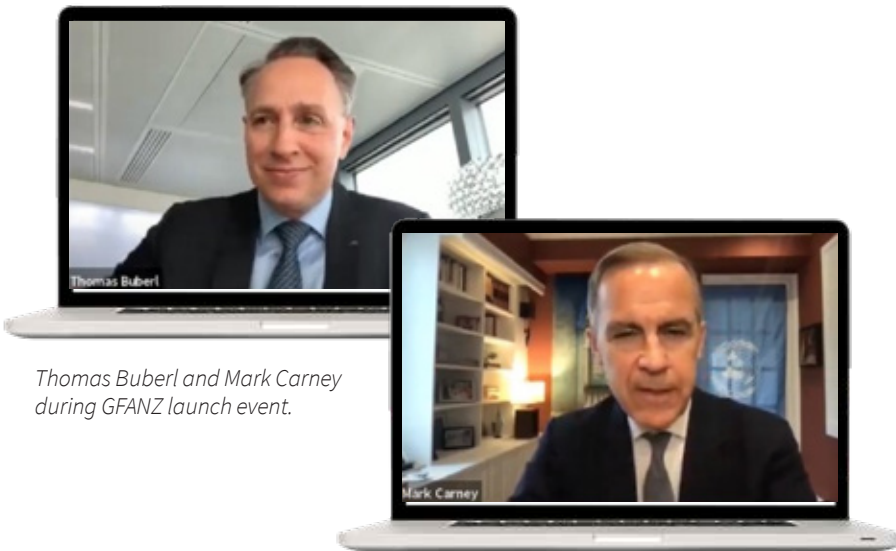 Thomas Buberl
Thomas Buberl and Mark Carney
during GFANZ launch event.
Mark Carney